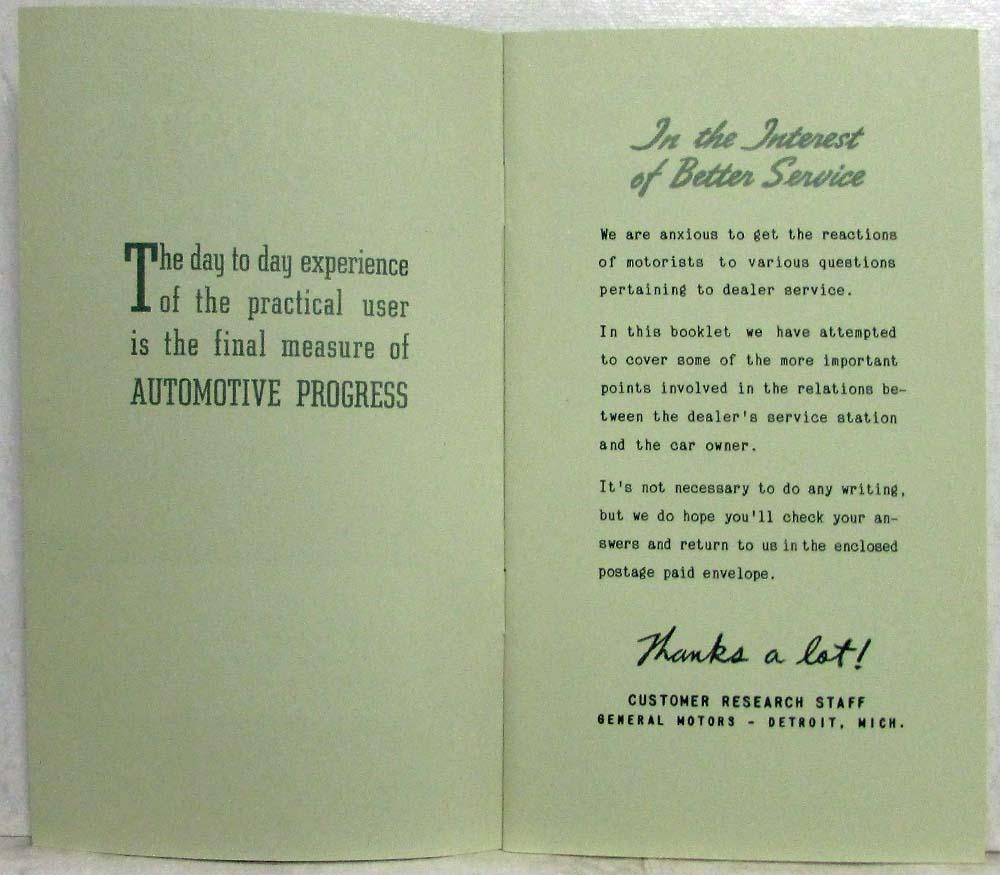 The day to day experience
of the practical user
is the final measure of
AUTOMOTIVE PROGRESS
In the Interest
of Better Service
We are anxious to get the reactions
of motorists to various questions
pertaining to dealer service.
In this booklet we have attempted
to cover some of the more important
points involved in the relations be-
tween the dealer's service station
and the car owner.
It's not necessary to do any writing,
but we do hope you'll check your an-
swers and return to us in the enclosed
postage paid envelope.
Thanks a lot!
CUSTOMER RESEARCH STAFF
GENERAL MOTORS - DETROIT, MICH.